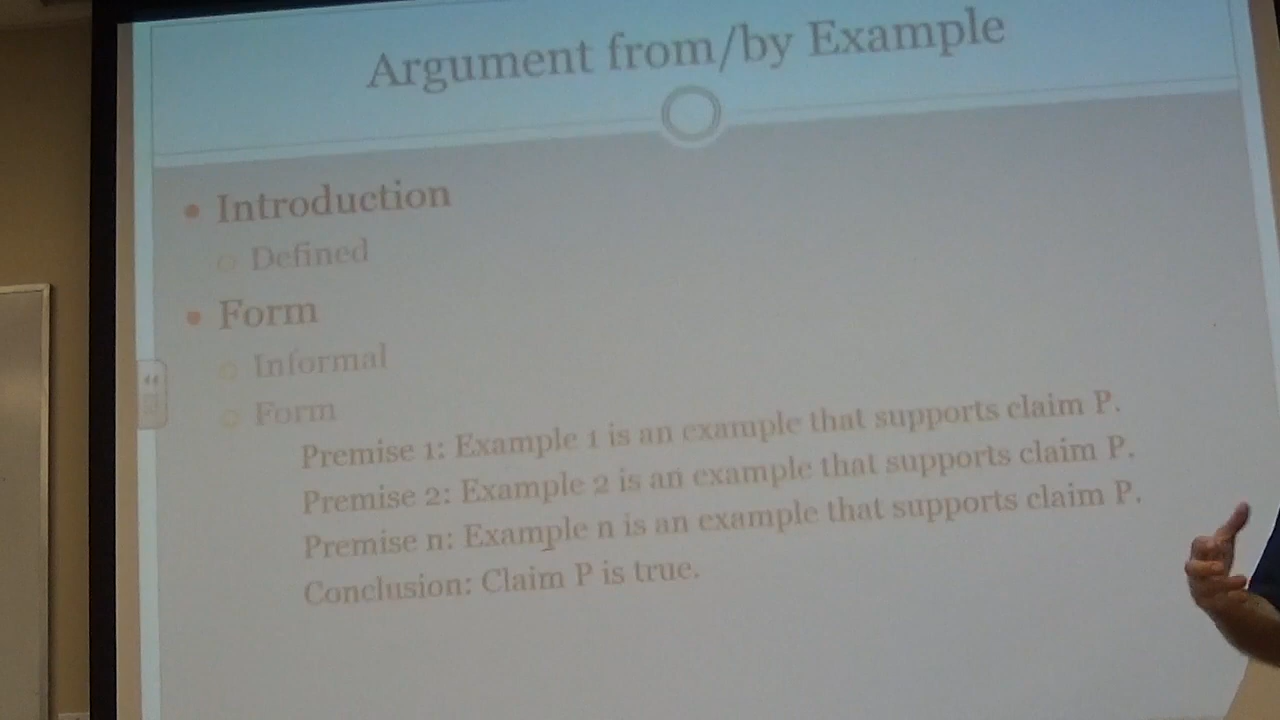 Argument from/by Example
Introduction
Defined
Form
Informal
Form
Premise 1: Example 1 is an example that supports claim P.
Premise 2: Example 2 is an example that supports claim P.
Premise n: Example n is an example that supports claim P.
Conclusion: Claim P is true.